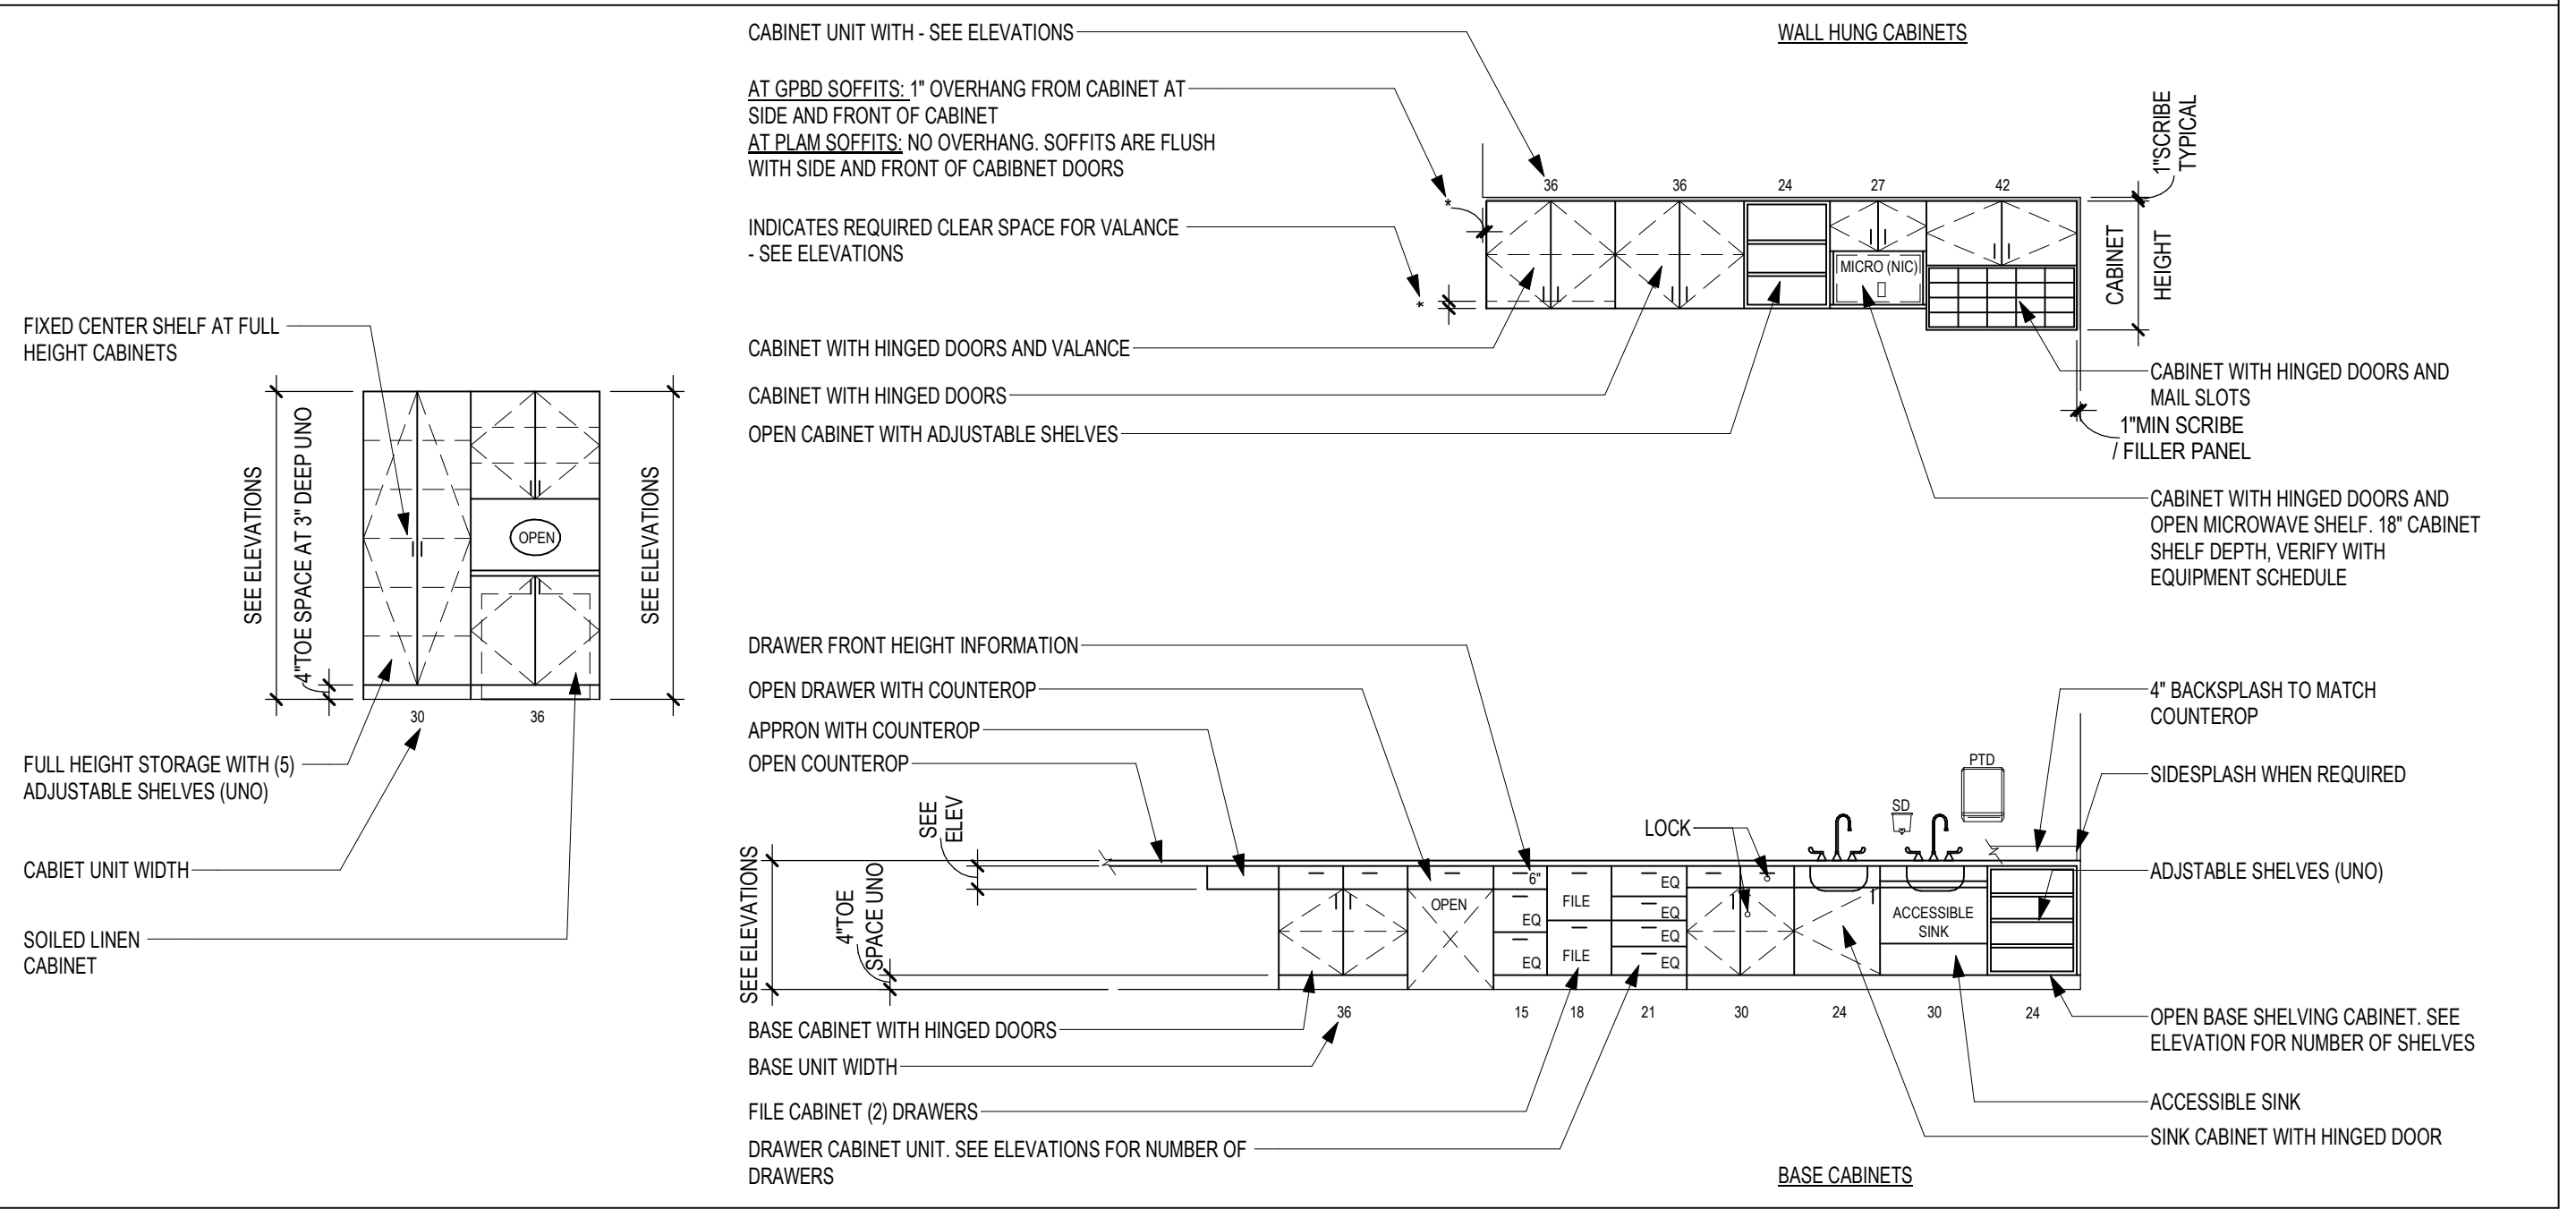 CABINET UNIT WITH - SEE ELEVATIONS
WALL HUNG CABINETS
AT GPBD SOFFITS: 1" OVERHANG FROM CABINET AT
SIDE AND FRONT OF CABINET
AT PLAM SOFFITS: NO OVERHANG. SOFFITS ARE FLUSH
WITH SIDE AND FRONT OF CABIBNET DOORS
INDICATES REQUIRED CLEAR SPACE FOR VALANCE
- SEE ELEVATIONS
*
*
36
36
24
27
42
MICRO (NIC)
1"SCRIBE
TYPICAL
CABINET
HEIGHT
CABINET WITH HINGED DOORS AND VALANCE
CABINET WITH HINGED DOORS
OPEN CABINET WITH ADJUSTABLE SHELVES
CABINET WITH HINGED DOORS AND
MAIL SLOTS
1"MIN SCRIBE
/ FILLER PANEL
CABINET WITH HINGED DOORS AND
OPEN MICROWAVE SHELF. 18" CABINET
SHELF DEPTH, VERIFY WITH
EQUIPMENT SCHEDULE
FIXED CENTER SHELF AT FULL
HEIGHT CABINETS
SEE ELEVATIONS
4"TOE SPACE AT 3" DEEP UNO
OPEN
SEE ELEVATIONS
30
36
FULL HEIGHT STORAGE WITH (5)
ADJUSTABLE SHELVES (UNO)
CABIET UNIT WIDTH
SOILED LINEN
CABINET
DRAWER FRONT HEIGHT INFORMATION
OPEN DRAWER WITH COUNTEROP
APPRON WITH COUNTEROP
OPEN COUNTEROP
SEE
ELEV
SEE ELEVATIONS
4"TOE
SPACE UNO
LOCK
SD
PTD
OPEN
6"
EQ
EQ
FILE
FILE
EQ
EQ
EQ
EQ
ACCESSIBLE
SINK
36
15
18
21
30
24
30
24
4" BACKSPLASH TO MATCH
COUNTEROP
SIDESPLASH WHEN REQUIRED
ADJSTABLE SHELVES (UNO)
BASE CABINET WITH HINGED DOORS
BASE UNIT WIDTH
FILE CABINET (2) DRAWERS
DRAWER CABINET UNIT. SEE ELEVATIONS FOR NUMBER OF
DRAWERS
OPEN BASE SHELVING CABINET. SEE
ELEVATION FOR NUMBER OF SHELVES
ACCESSIBLE SINK
SINK CABINET WITH HINGED DOOR
BASE CABINETS